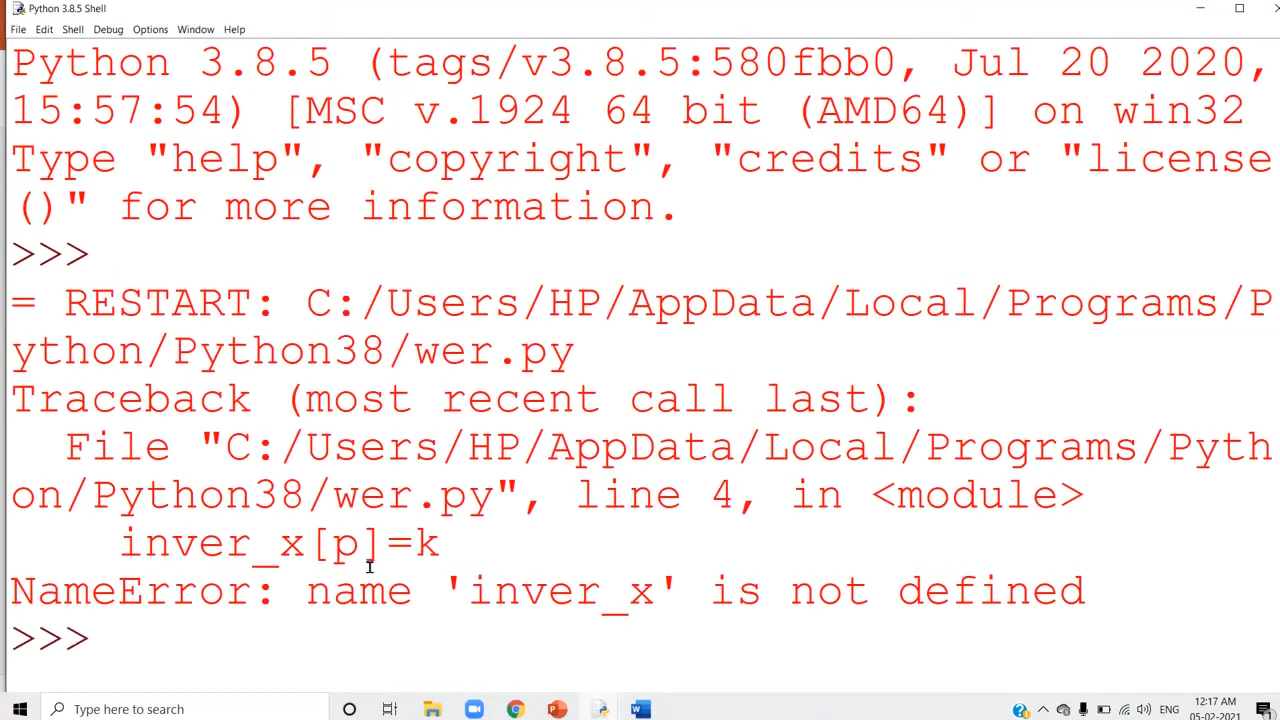 Python 3.8.5 Shell
File Edit Shell Debug Options Window Help
Python 3.8.5 (tags/v3.8.5:580fbb0, Jul 20 2020,
15:57:54) [MSC v.1924 64 bit (AMD64)] on win32
Type "help", "copyright", "credits" or "license
()" for more information.
>>>
= RESTART: C:/Users/HP/AppData/Local/Programs/P
ython/Python38/wer.py
Traceback (most recent call last):
  File "C:/Users/HP/AppData/Local/Programs/Pyth
on/Python38/wer.py", line 4, in <module>
    inver_x[p]=k
NameError: name 'inver_x' is not defined
>>>
Type here to search
ENG
12:17 AM
05-02-2021